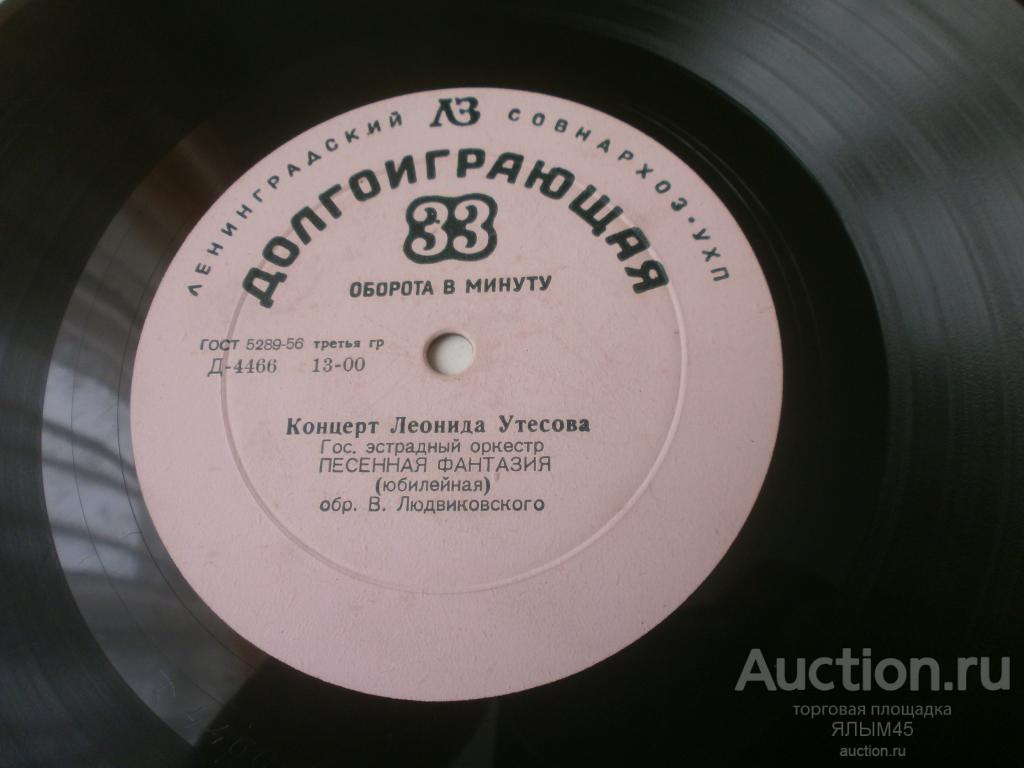 ЛЕНИНГРАДСКИЙ ЛЗ СОВНАРХОЗ·УХП
ДОЛГОИГРАЮЩАЯ
33
ОБОРОТА В МИНУТУ
ГОСТ 5289-56 третья гр
Д-4466 13-00
Концерт Леонида Утесова
Гос. эстрадный оркестр
ПЕСЕННАЯ ФАНТАЗИЯ
(юбилейная)
обр. В. Людвиковского
Auction.ru
торговая площадка
ЯЛЫМ45
auction.ru